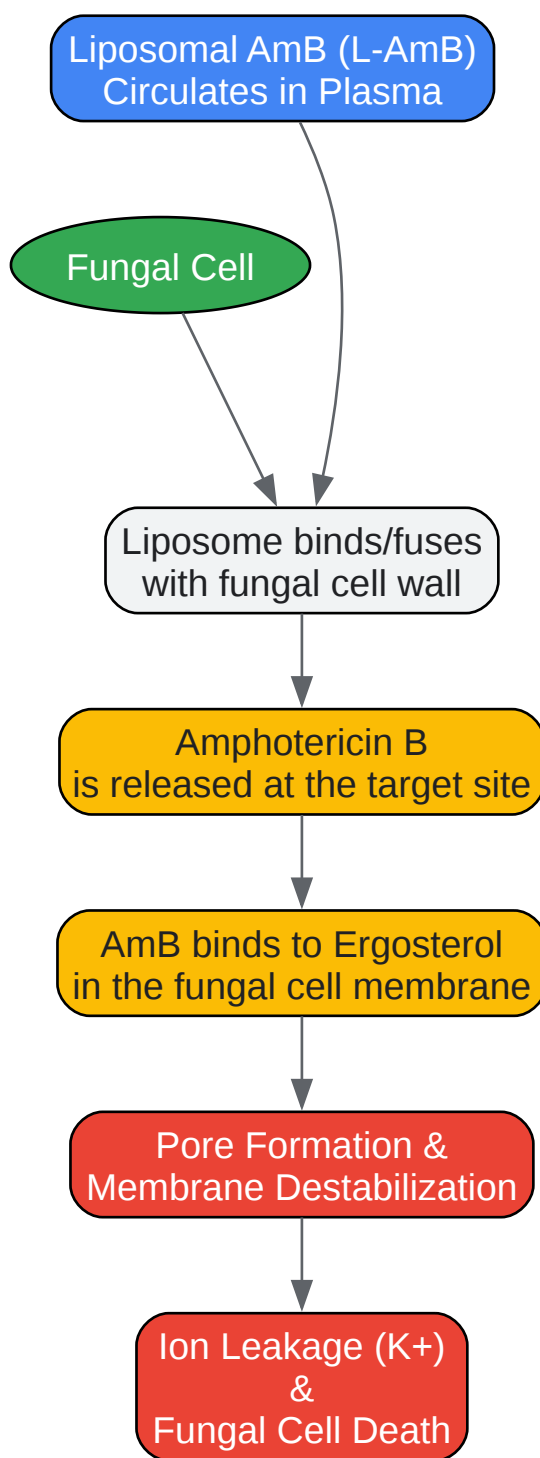 Liposomal AmB (L-AmB)
Circulates in Plasma
Fungal Cell
Liposome binds/fuses
with fungal cell wall
Amphotericin B
is released at the target site
AmB binds to Ergosterol
in the fungal cell membrane
Pore Formation &
Membrane Destabilization
Ion Leakage (K+)
&
Fungal Cell Death